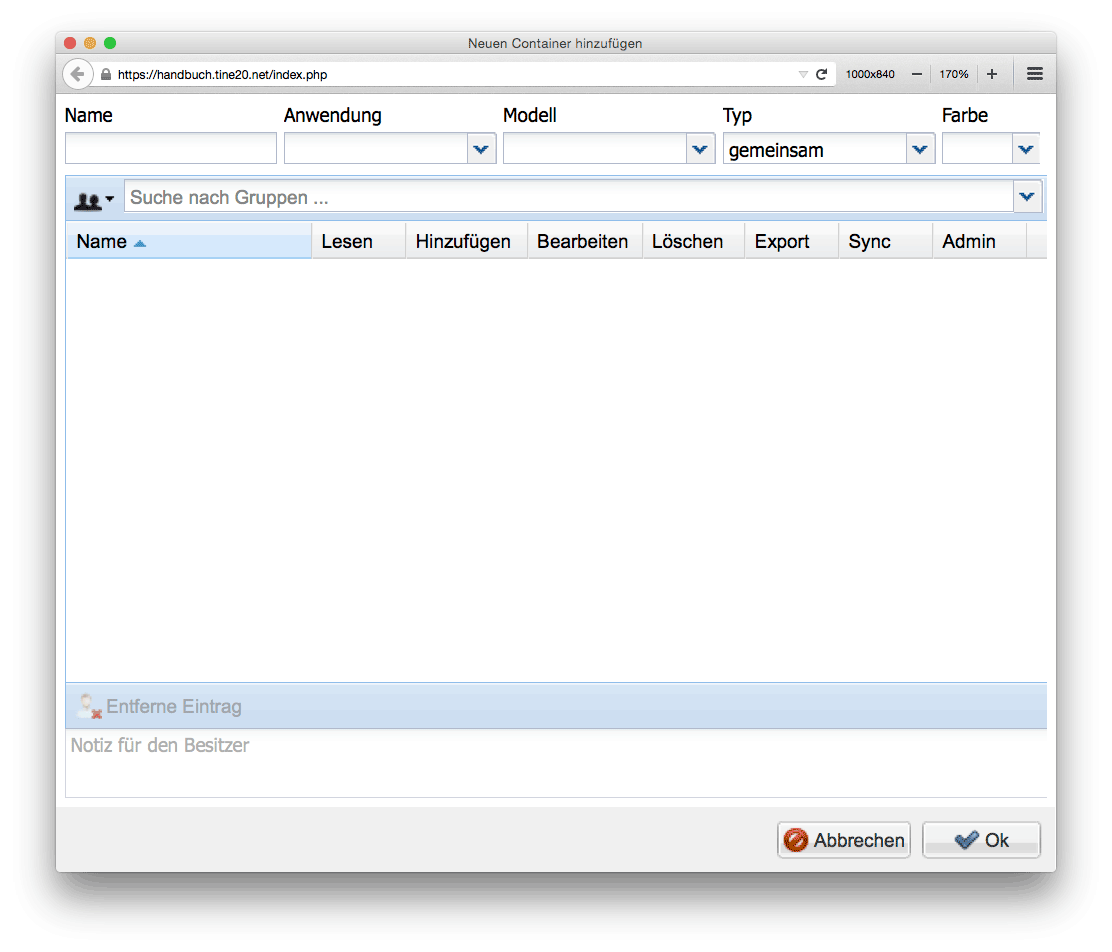 Neuen Container hinzufügen
https://handbuch.tine20.net/index.php 1000x840 170%
Name Anwendung Modell Typ Farbe
gemeinsam
Suche nach Gruppen ...
Name Lesen Hinzufügen Bearbeiten Löschen Export Sync Admin
Entferne Eintrag
Notiz für den Besitzer
Abbrechen Ok